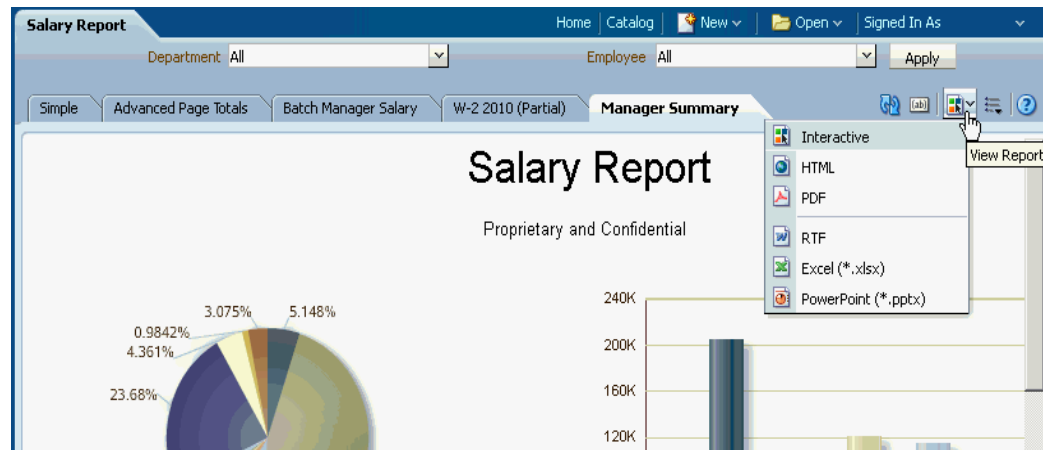 Salary Report
Home Catalog New Open Signed In As
Department All Employee All Apply
Simple Advanced Page Totals Batch Manager Salary W-2 2010 (Partial) Manager Summary
[ab] ?
Interactive
View Report
HTML
PDF
RTF
Excel (*.xlsx)
PowerPoint (*.pptx)
Salary Report
Proprietary and Confidential
3.075% 5.148%
0.9842%
4.361%
23.68%
240K
200K
160K
120K